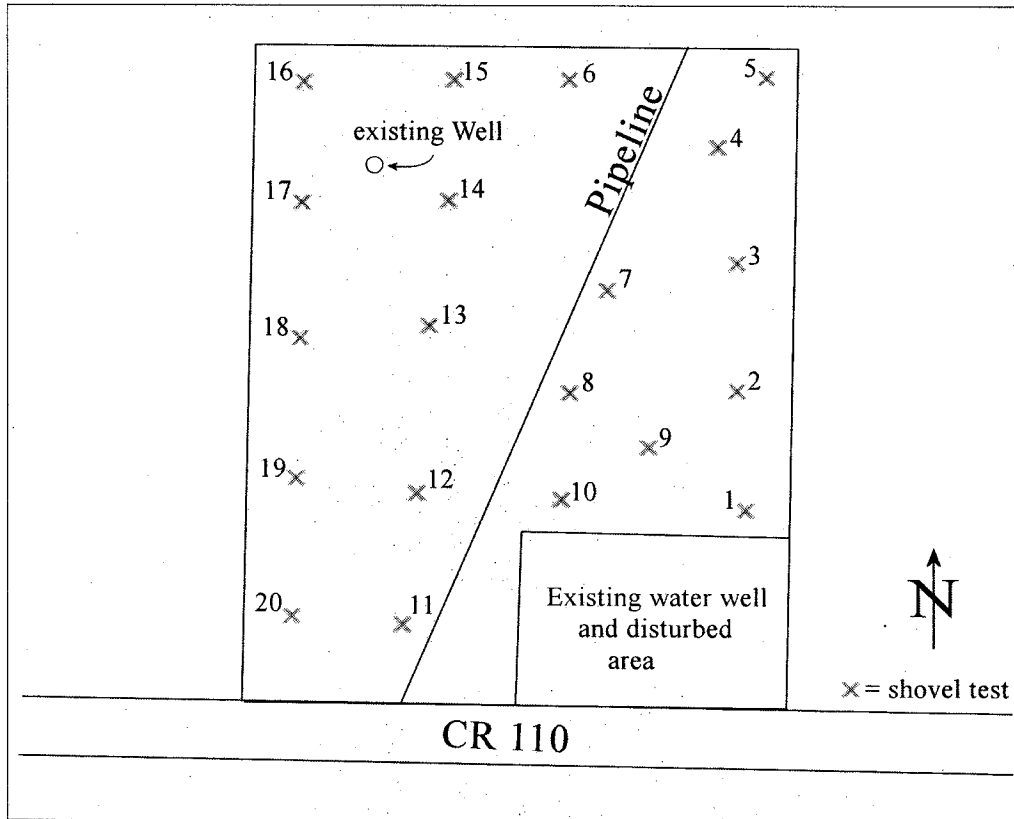 16
15
6
5
existing Well
4
Pipeline
17
14
3
7
18
13
8
2
9
19
12
10
1
20
11
Existing water well
and disturbed
area
N
= shovel test
CR 110